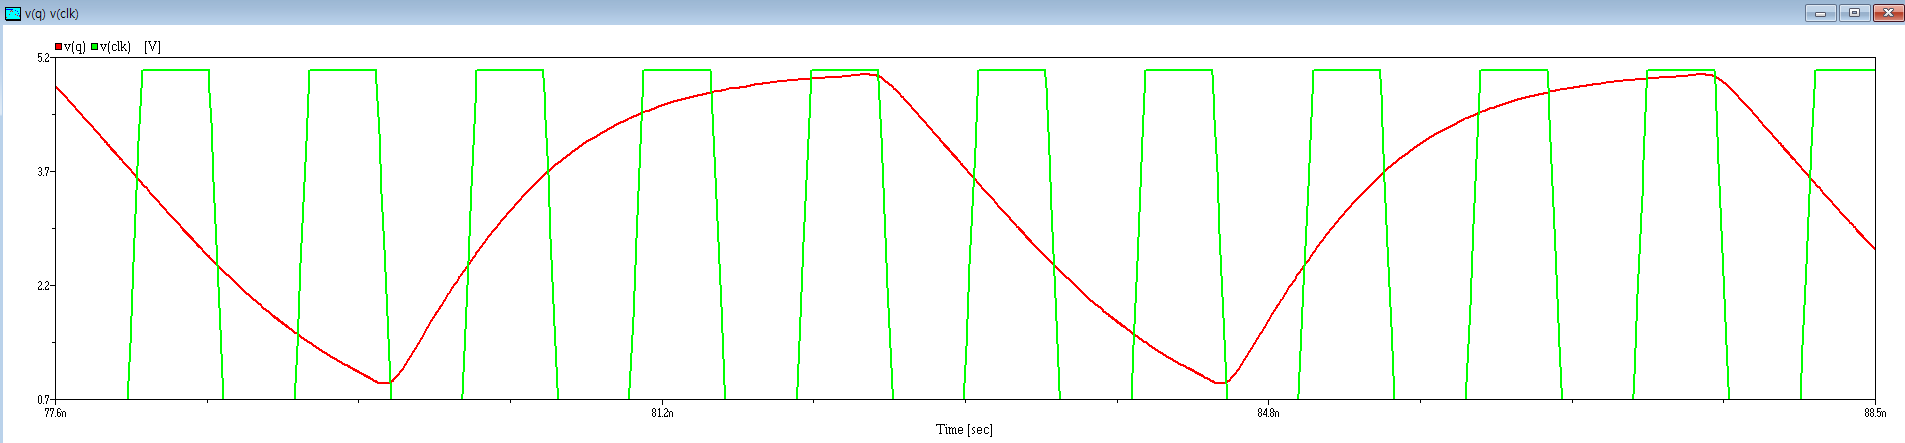 v(q) v(clk)
v(q) v(clk) [V]
5.2
3.7
2.2
0.7
77.6n 81.2n 84.8n 88.5n
Time [sec]